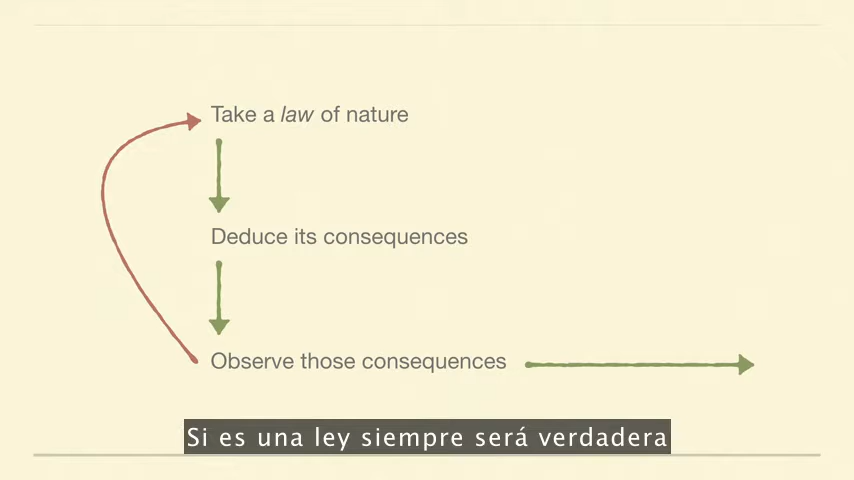 Take a law of nature
Deduce its consequences
Observe those consequences
Si es una ley siempre será verdadera